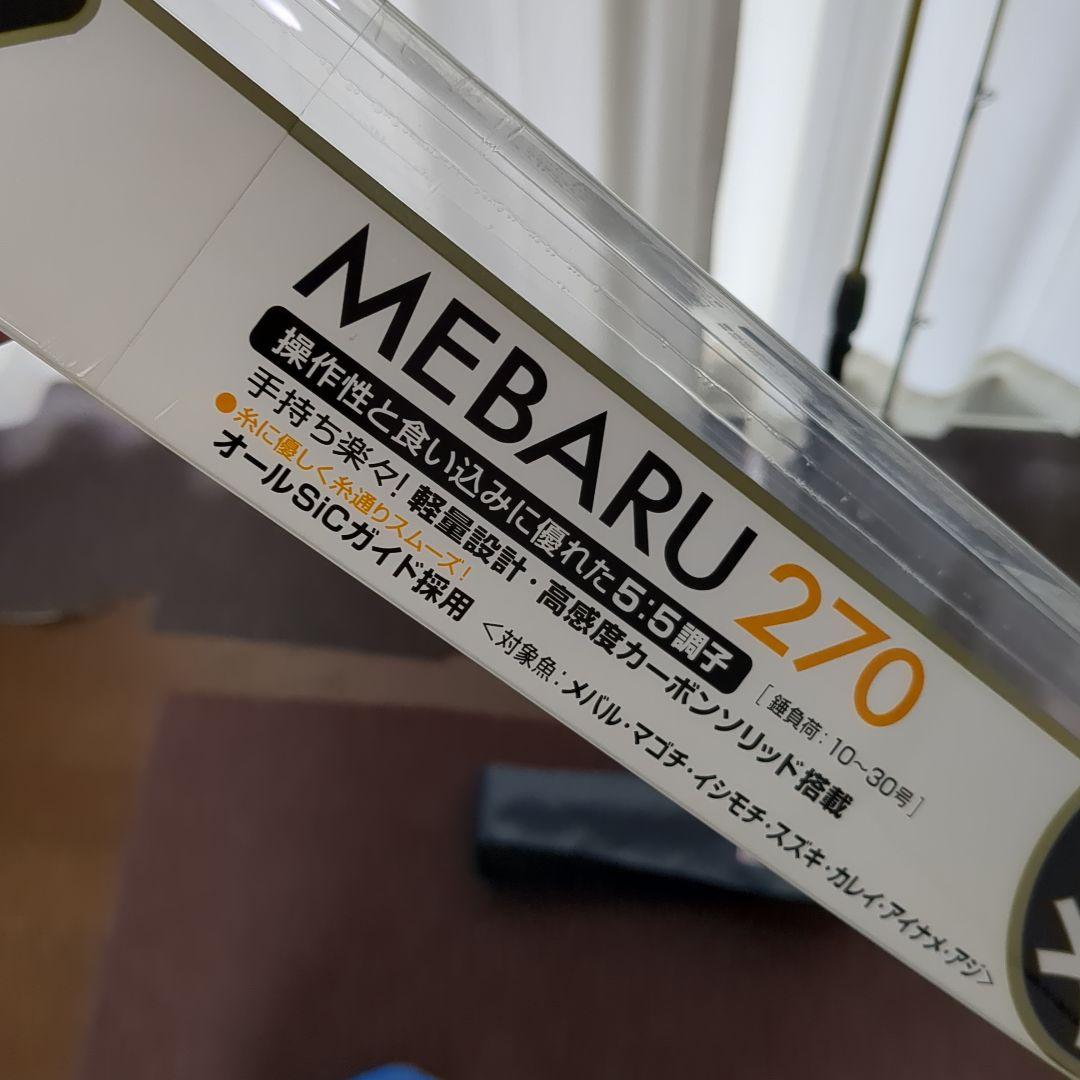 MEBARU 270
操作性と食い込みに優れた5:5調子
[錘負荷:10〜30号]
手持ち楽々!軽量設計・高感度カーボンソリッド搭載
●糸に優しく糸通りスムーズ!
オールSiCガイド採用
<対象魚:メバル・マゴチ・イシモチ・スズキ・カレイ・アイナメ・アジ>